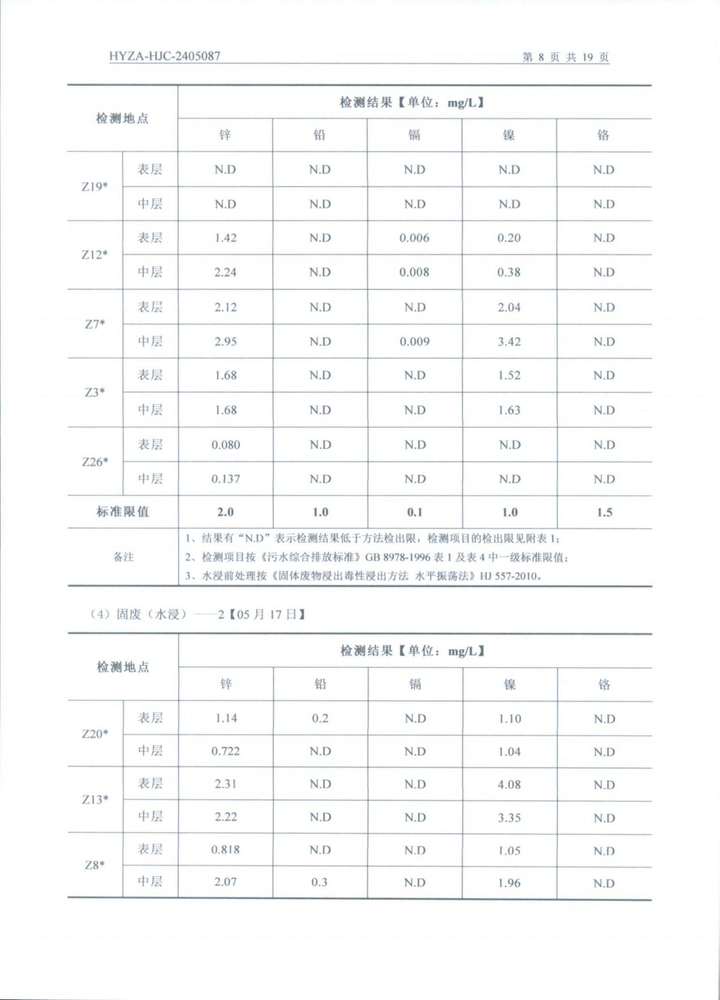 HYZA-HJC-2405087 第 8 页 共 19 页
检测地点 检测结果【单位：mg/L】
锌 铅 镉 镍 铬
Z19* 表层 N.D N.D N.D N.D N.D
中层 N.D N.D N.D N.D N.D
Z12* 表层 1.42 N.D 0.006 0.20 N.D
中层 2.24 N.D 0.008 0.38 N.D
Z7* 表层 2.12 N.D N.D 2.04 N.D
中层 2.95 N.D 0.009 3.42 N.D
Z3* 表层 1.68 N.D N.D 1.52 N.D
中层 1.68 N.D N.D 1.63 N.D
Z26* 表层 0.080 N.D N.D N.D N.D
中层 0.137 N.D N.D N.D N.D
标准限值 2.0 1.0 0.1 1.0 1.5
备注 1、结果有“N.D”表示检测结果低于方法检出限，检测项目的检出限见附表 1；
2、检测项目按《污水综合排放标准》GB 8978-1996 表 1 及表 4 中一级标准限值；
3、水浸前处理按《固体废物浸出毒性浸出方法 水平振荡法》HJ 557-2010。
（4）固废（水浸）——2【05 月 17 日】
检测地点 检测结果【单位：mg/L】
锌 铅 镉 镍 铬
Z20* 表层 1.14 0.2 N.D 1.10 N.D
中层 0.722 N.D N.D 1.04 N.D
Z13* 表层 2.31 N.D N.D 4.08 N.D
中层 2.22 N.D N.D 3.35 N.D
Z8* 表层 0.818 N.D N.D 1.05 N.D
中层 2.07 0.3 N.D 1.96 N.D